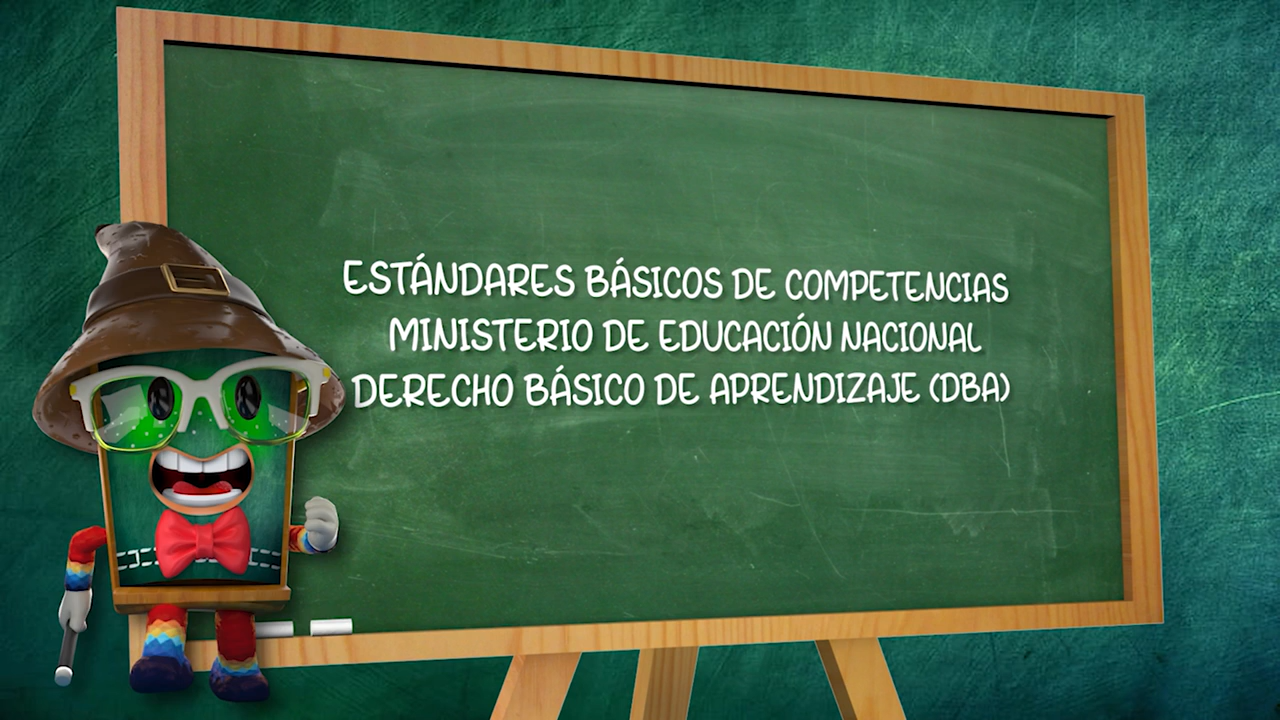 ESTÁNDARES BÁSICOS DE COMPETENCIAS
MINISTERIO DE EDUCACIÓN NACIONAL
DERECHO BÁSICO DE APRENDIZAJE (DBA)